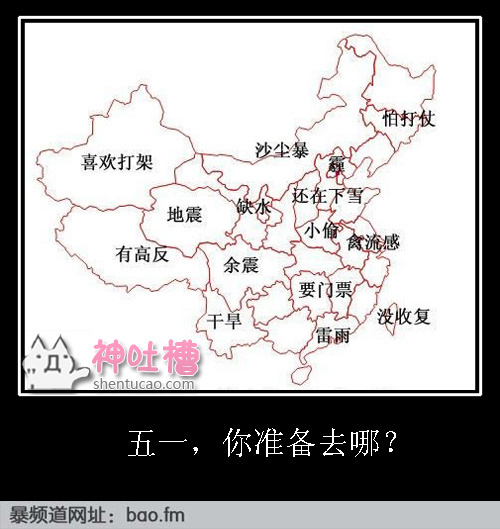 怕打仗
沙尘暴
霾
喜欢打架
还在下雪
缺水
地震
小偷
禽流感
有高反
余震
要门票
没收复
干旱
雷雨
神吐槽
shentucao.com
五一，你准备去哪？
暴频道网址：bao.fm